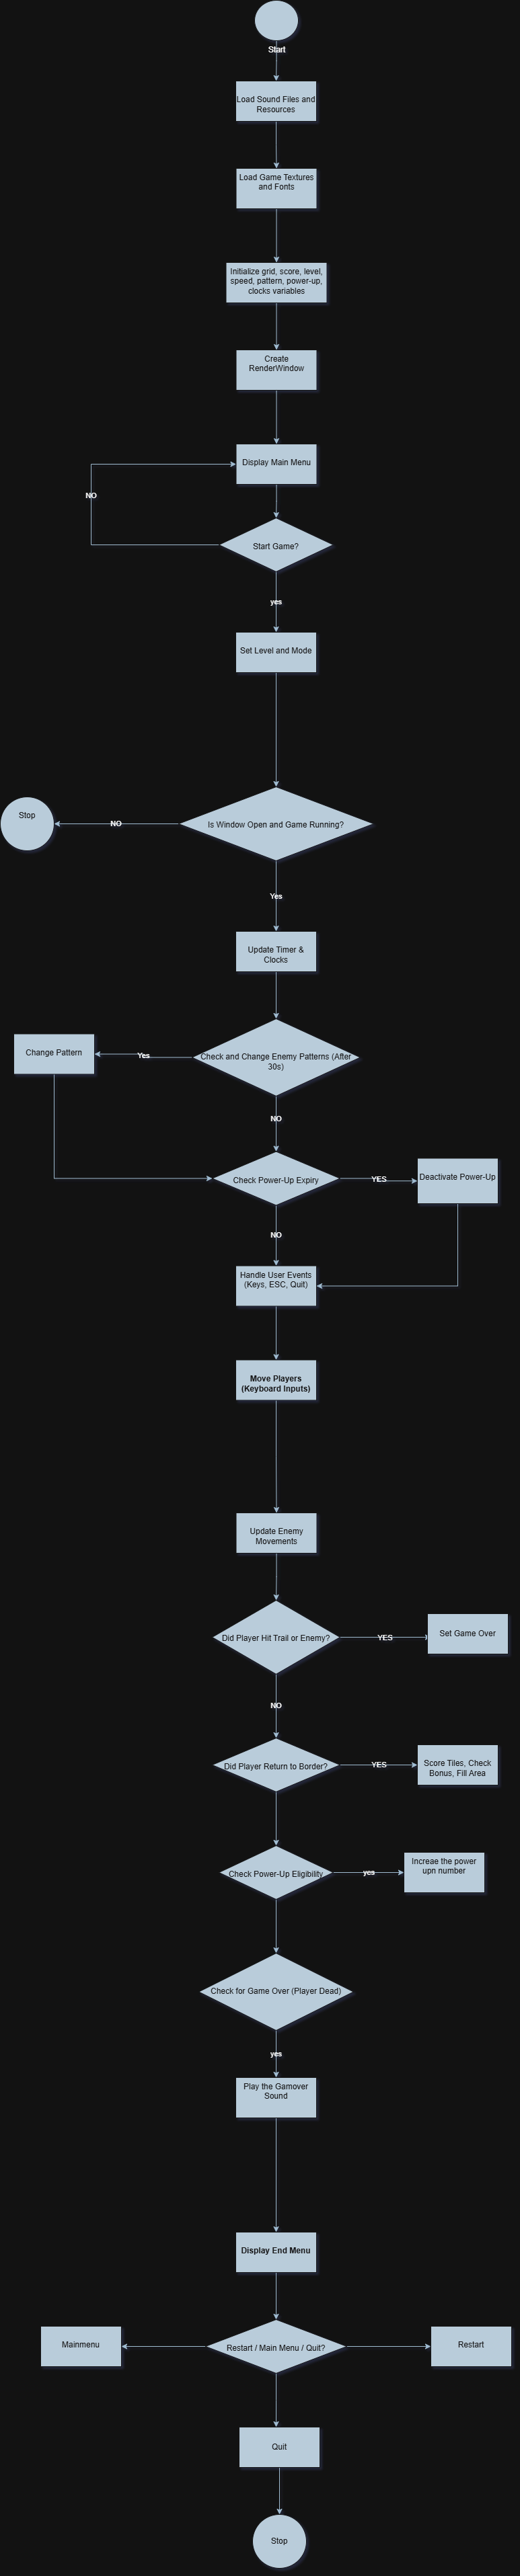 Start
Load Sound Files and
Resources
Load Game Textures
and Fonts
Initialize grid, score, level,
speed, pattern, power-up,
clocks variables
Create
RenderWindow
Display Main Menu
NO
Start Game?
yes
Set Level and Mode
Stop
NO
Is Window Open and Game Running?
Yes
Update Timer &
Clocks
Change Pattern
Yes
Check and Change Enemy Patterns (After
30s)
NO
Check Power-Up Expiry
YES
Deactivate Power-Up
NO
Handle User Events
(Keys, ESC, Quit)
Move Players
(Keyboard Inputs)
Update Enemy
Movements
Did Player Hit Trail or Enemy?
YES
Set Game Over
NO
Did Player Return to Border?
YES
Score Tiles, Check
Bonus, Fill Area
Check Power-Up Eligibility
yes
Increae the power
upn number
Check for Game Over (Player Dead)
yes
Play the Gamover
Sound
Display End Menu
Mainmenu
Restart / Main Menu / Quit?
Restart
Quit
Stop